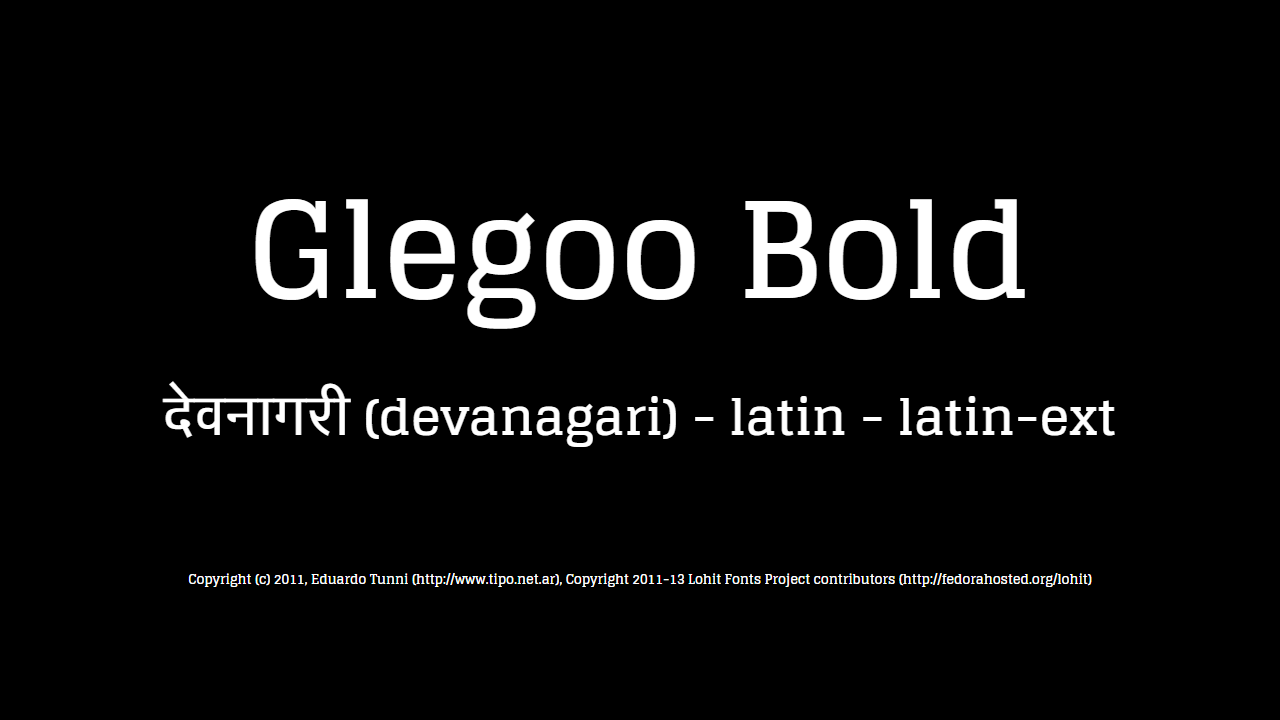 Glegoo Bold
देवनागरी (devanagari) - latin - latin-ext
Copyright (c) 2011, Eduardo Tunni (http://www.tipo.net.ar), Copyright 2011-13 Lohit Fonts Project contributors (http://fedorahosted.org/lohit)